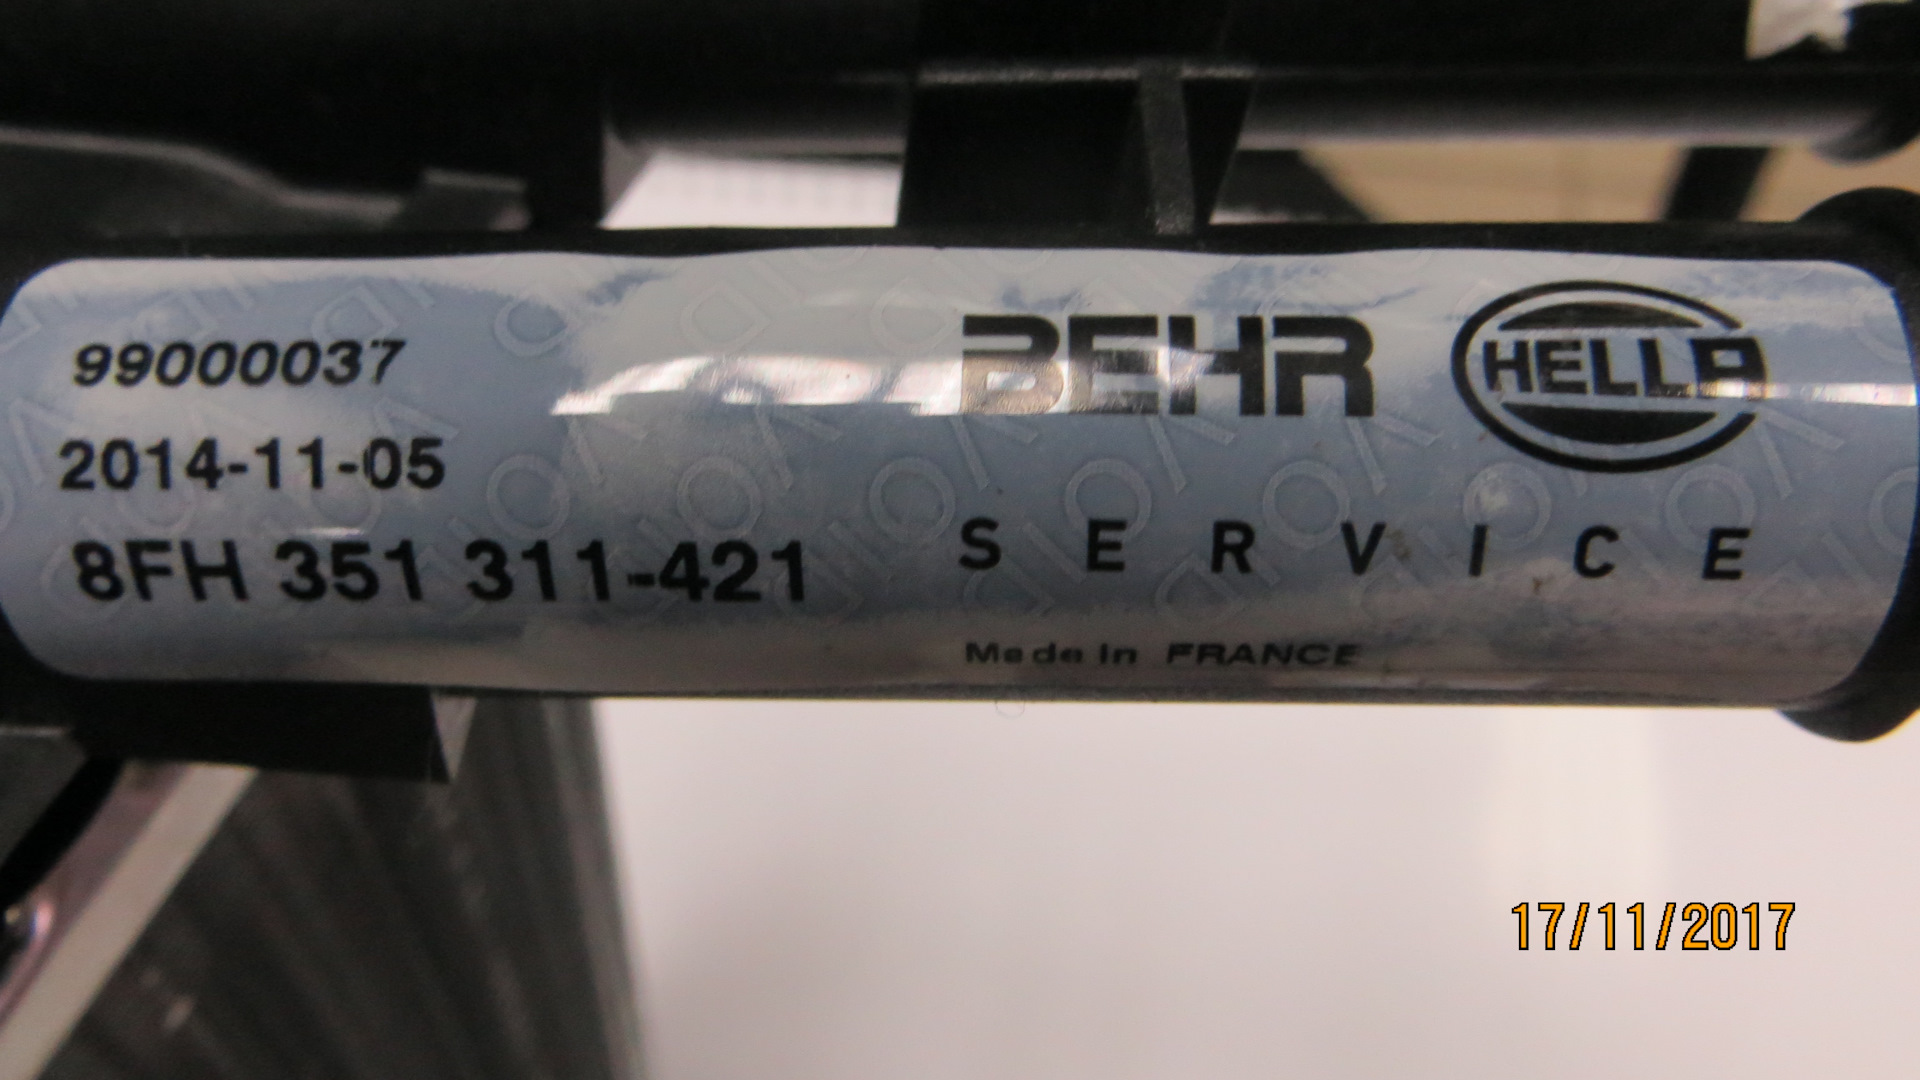 99000037
2014-11-05
8FH 351 311-421
BEHR HELLA
SERVICE
Made In FRANCE
17/11/2017